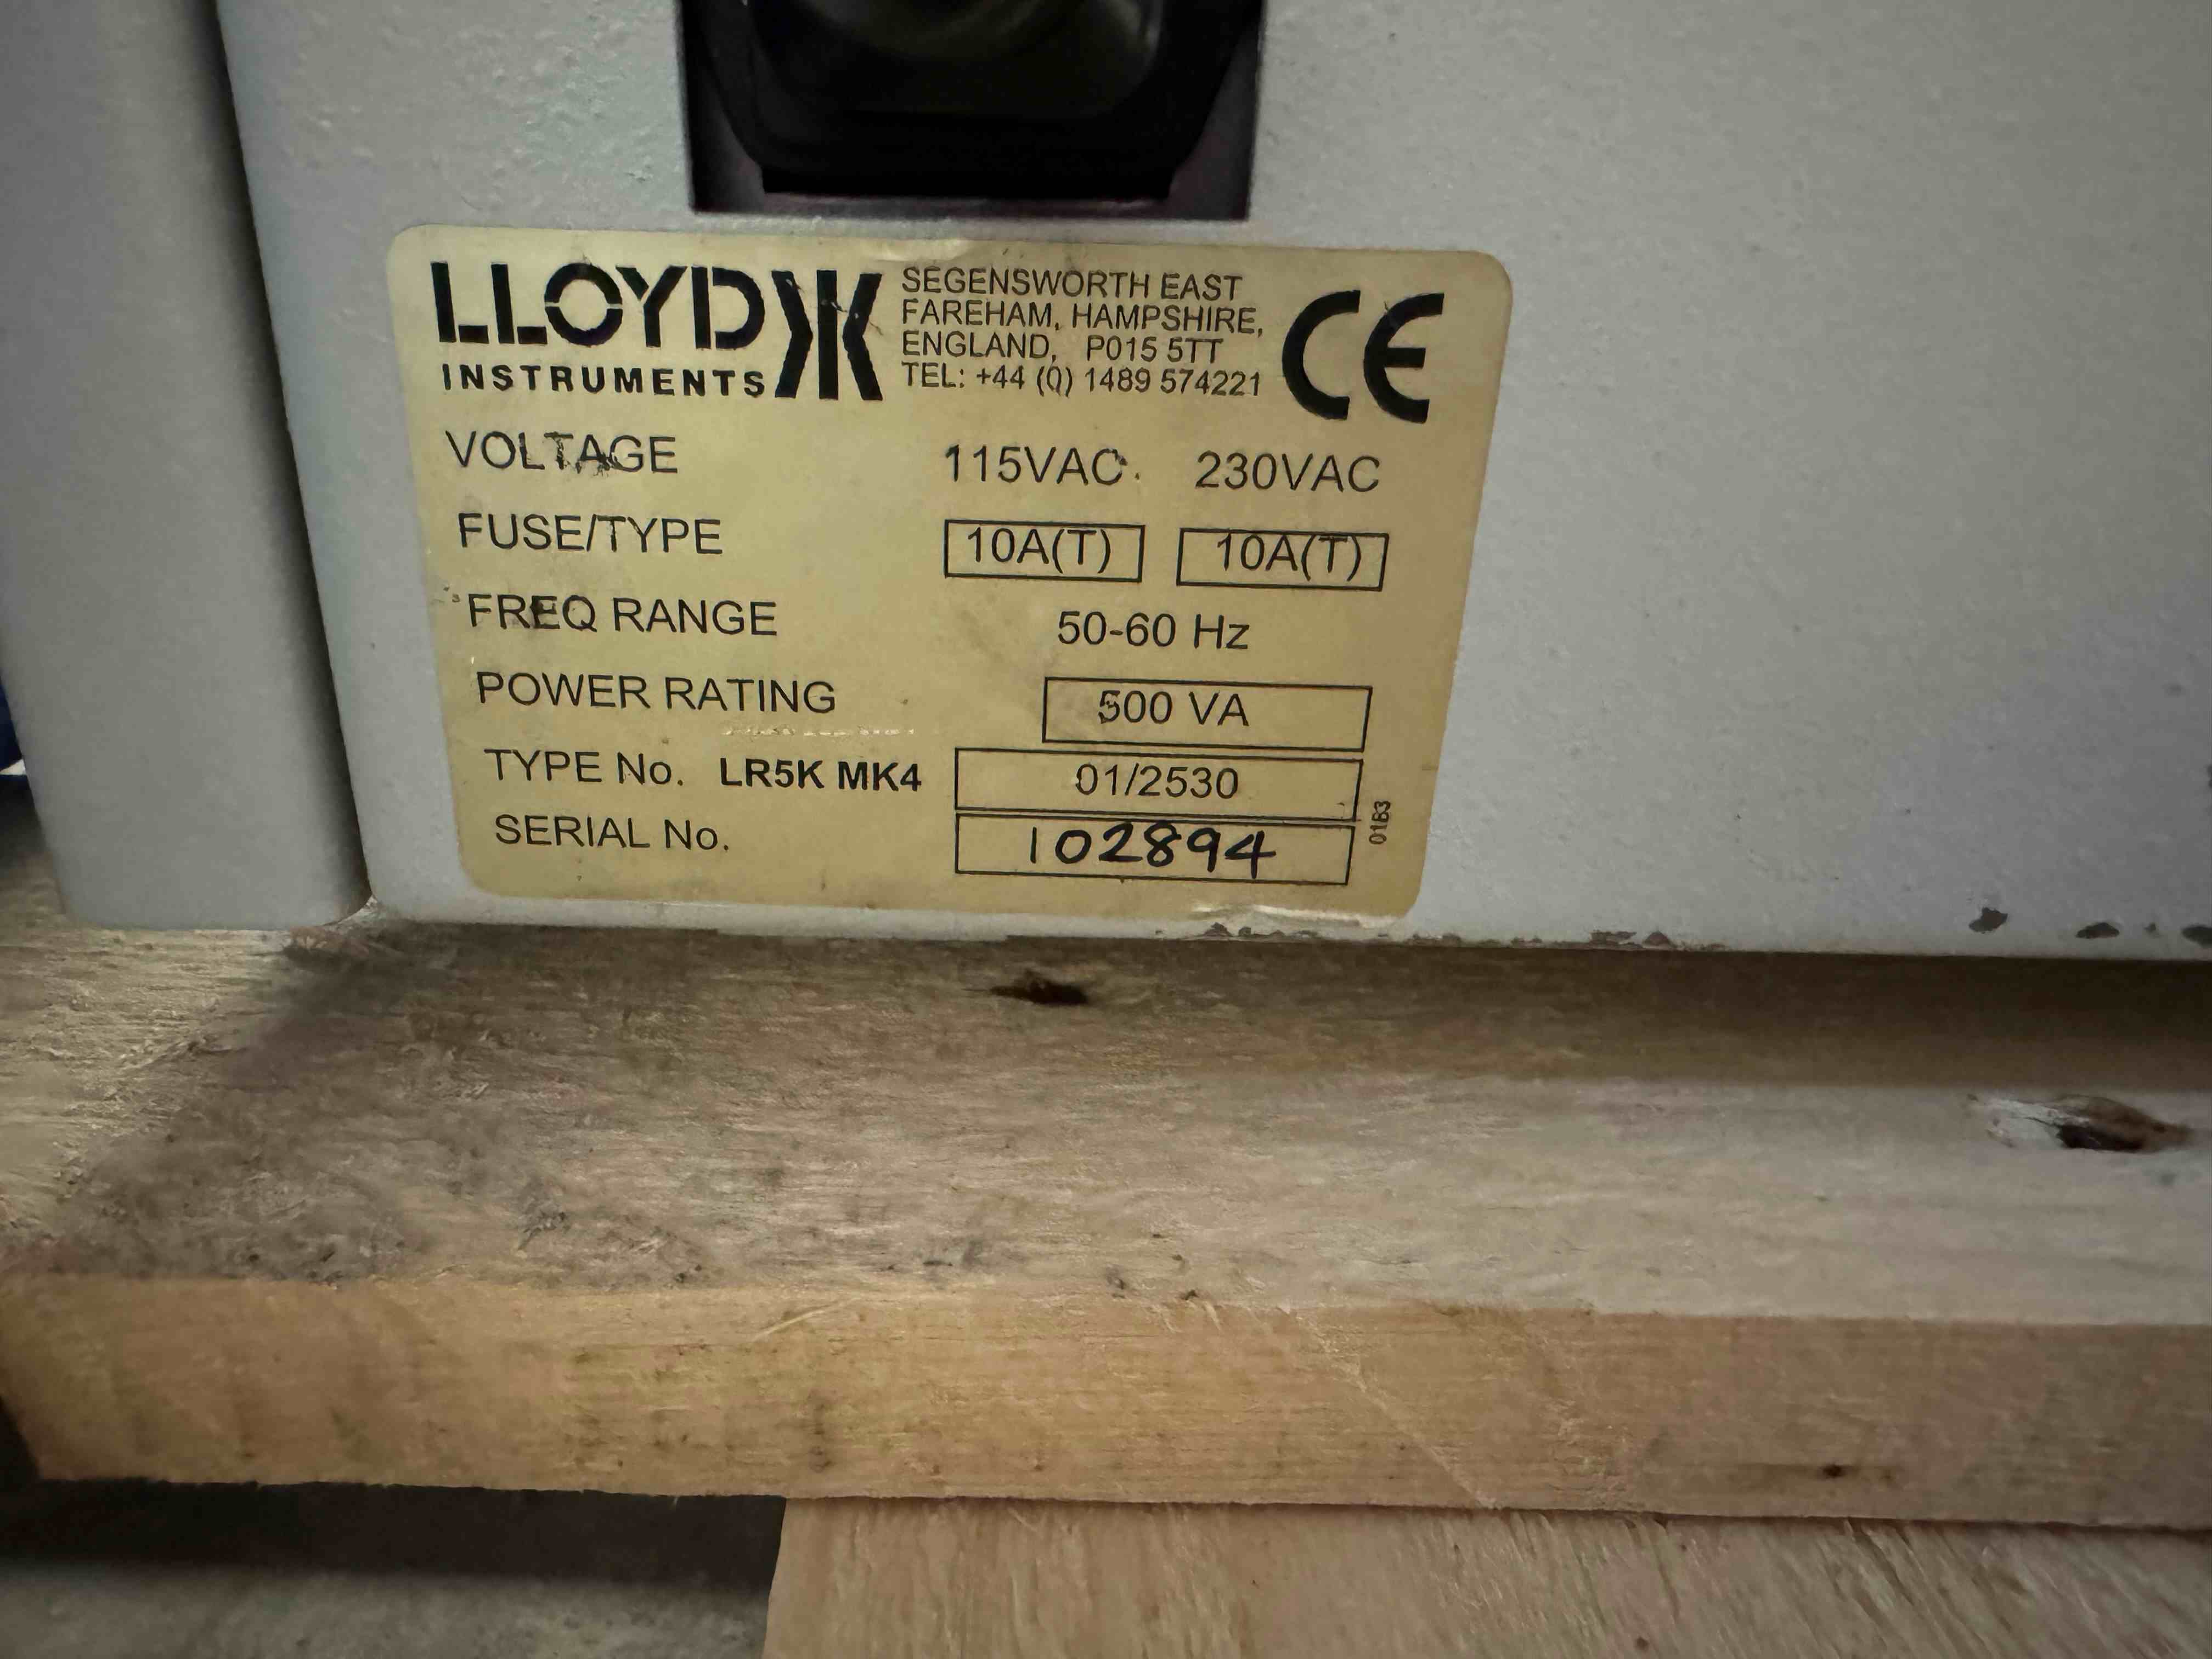 LLOYD INSTRUMENTS
SEGENSWORTH EAST
FAREHAM, HAMPSHIRE,
ENGLAND, P015 5TT
TEL: +44 (0) 1489 574221
CE
VOLTAGE 115VAC. 230VAC
FUSE/TYPE 10A(T) 10A(T)
FREQ RANGE 50-60 Hz
POWER RATING 500 VA
TYPE No. LR5K MK4 01/2530
SERIAL No. 102894
0183